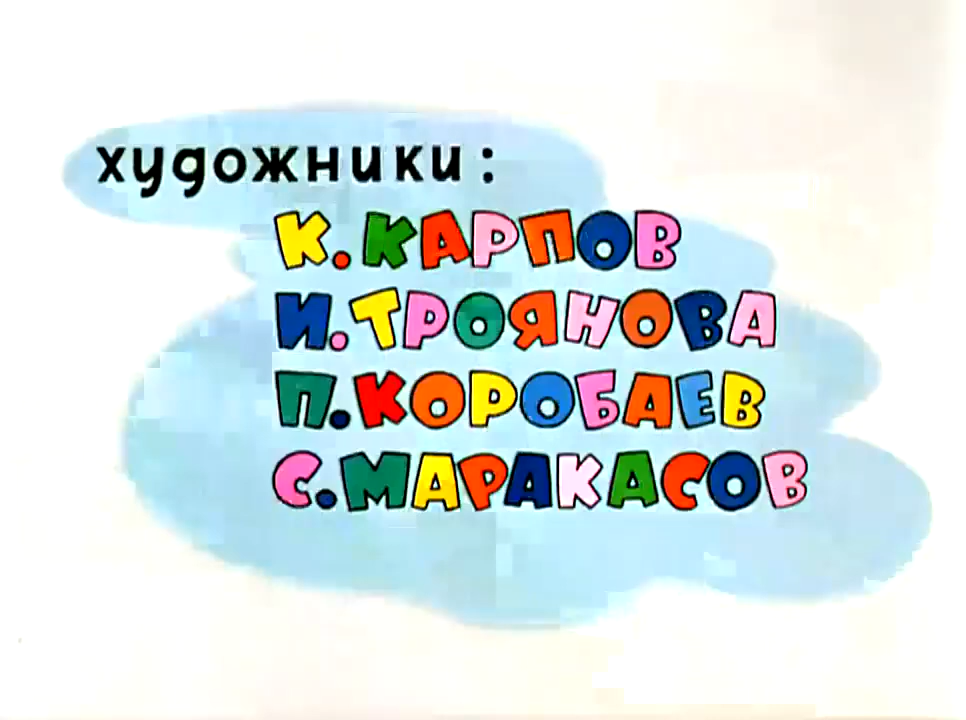 художники:
К. КАРПОВ
И. ТРОЯНОВА
П. КОРОБАЕВ
С. МАРАКАСОВ